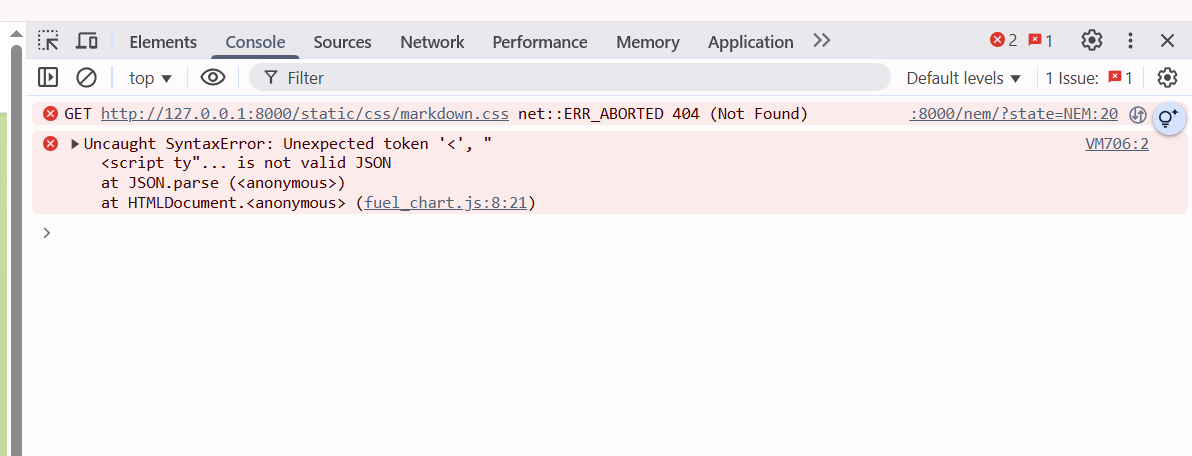 Elements Console Sources Network Performance Memory Application 2 1
top Filter Default levels 1 Issue: 1
GET http://127.0.0.1:8000/static/css/markdown.css net::ERR_ABORTED 404 (Not Found) :8000/nem/?state=NEM:20
Uncaught SyntaxError: Unexpected token '<', " VM706:2
<script ty"... is not valid JSON
at JSON.parse (<anonymous>)
at HTMLDocument.<anonymous> (fuel_chart.js:8:21)